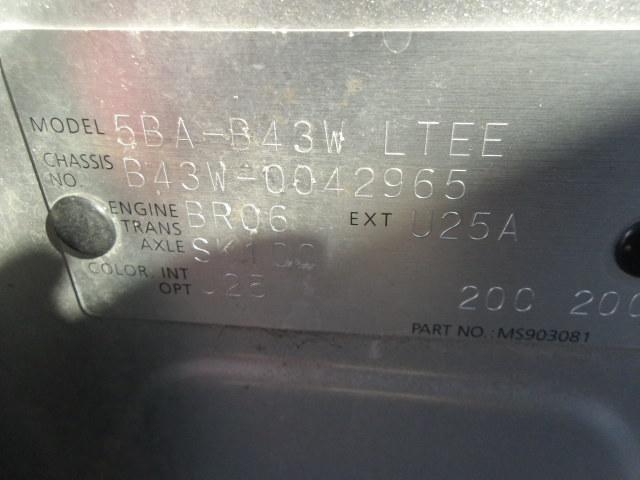 MODEL 5BA-B43W LTEE
CHASSIS NO. B43W-0042965
ENGINE BR06 EXT U25A
TRANS AXLE
COLOR, INT
OPT 20C 20C
PART NO.: MS903081